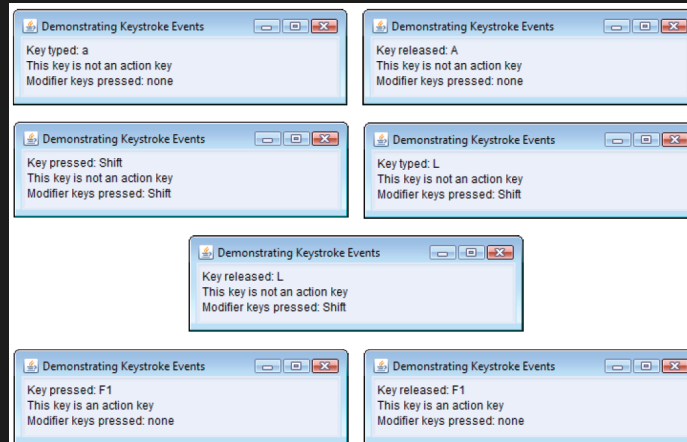 Demonstrating Keystroke Events
Key typed: a
This key is not an action key
Modifier keys pressed: none
Demonstrating Keystroke Events
Key released: A
This key is not an action key
Modifier keys pressed: none
Demonstrating Keystroke Events
Key pressed: Shift
This key is not an action key
Modifier keys pressed: Shift
Demonstrating Keystroke Events
Key typed: L
This key is not an action key
Modifier keys pressed: Shift
Demonstrating Keystroke Events
Key released: L
This key is not an action key
Modifier keys pressed: Shift
Demonstrating Keystroke Events
Key pressed: F1
This key is an action key
Modifier keys pressed: none
Demonstrating Keystroke Events
Key released: F1
This key is an action key
Modifier keys pressed: none